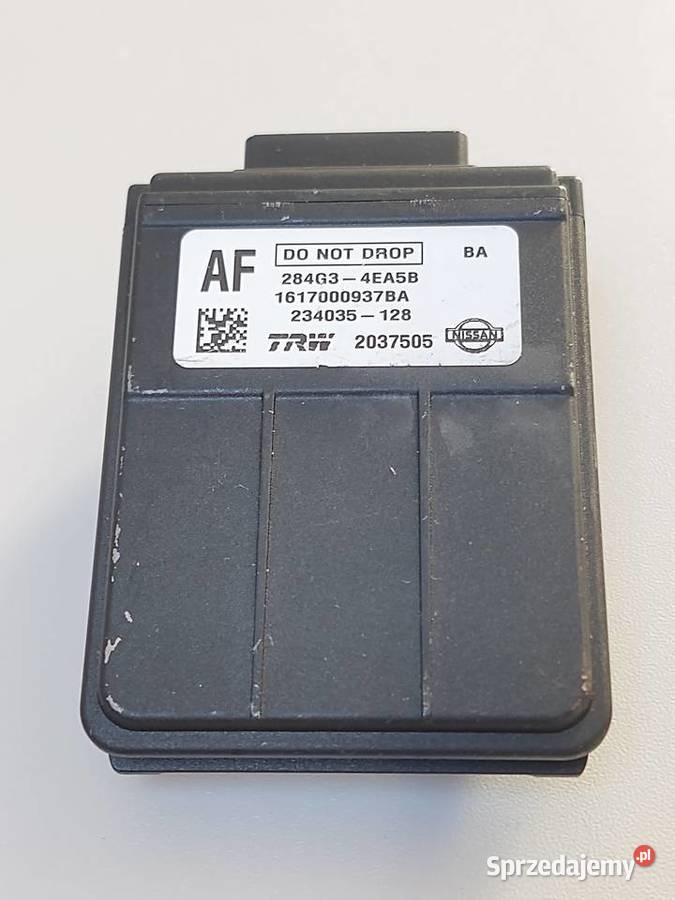 AF
DO NOT DROP
BA
284G3-4EA5B
1617000937BA
234035-128
TRW 2037505 NISSAN
Sprzedajemy.pl